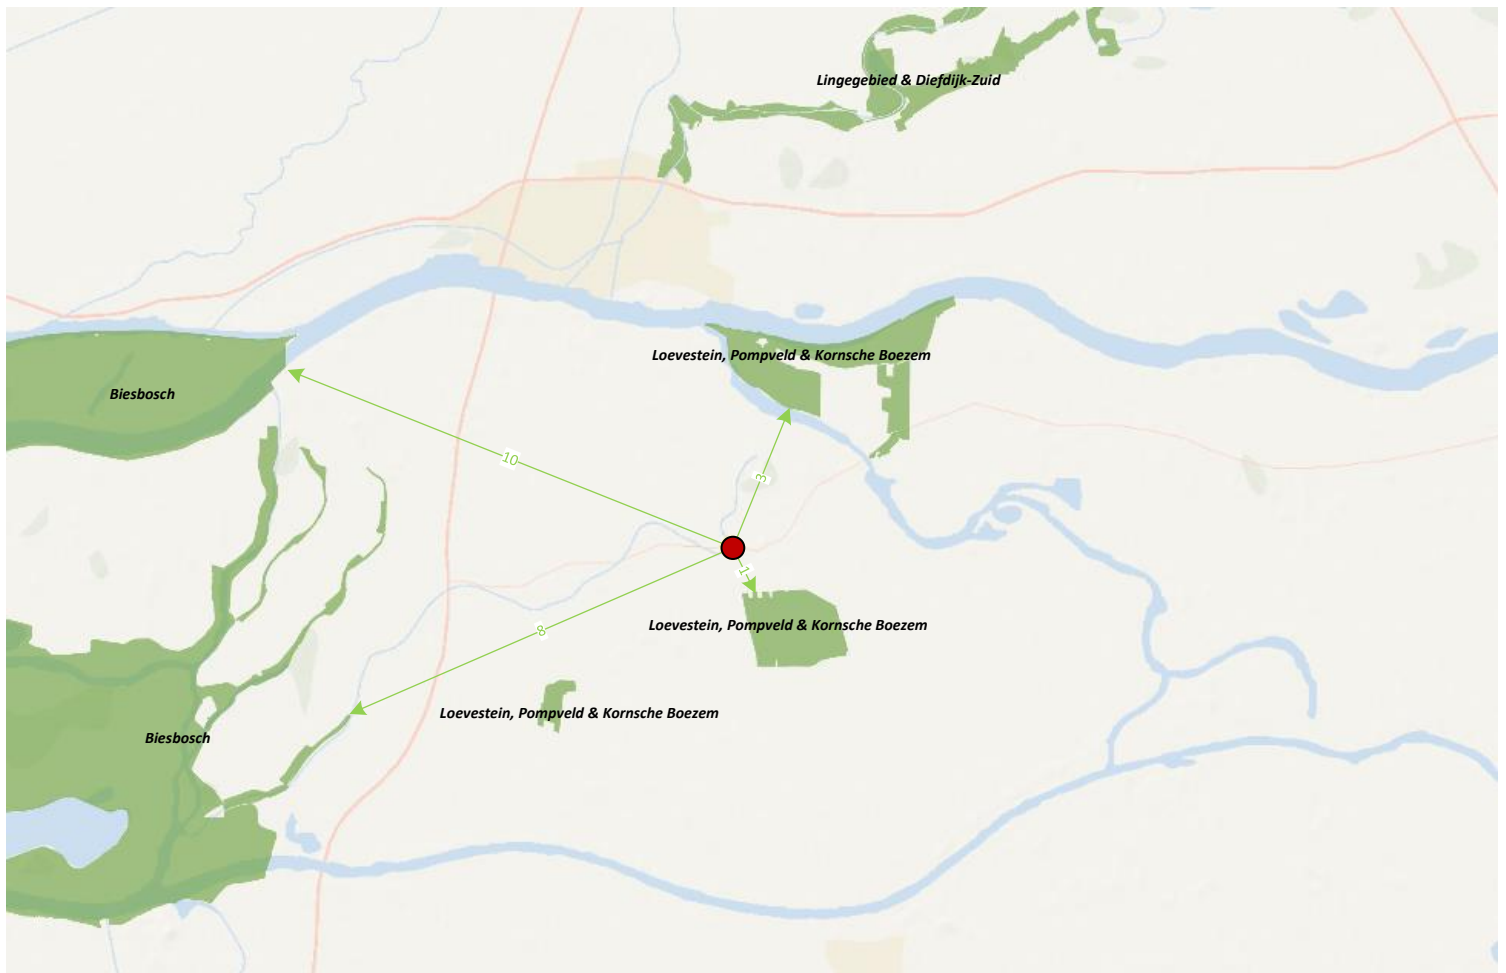 Lingegebied & Diefdijk-Zuid
Loevestein, Pompveld & Kornsche Boezem
Biesbosch
10
3
1
Loevestein, Pompveld & Kornsche Boezem
8
Loevestein, Pompveld & Kornsche Boezem
Biesbosch